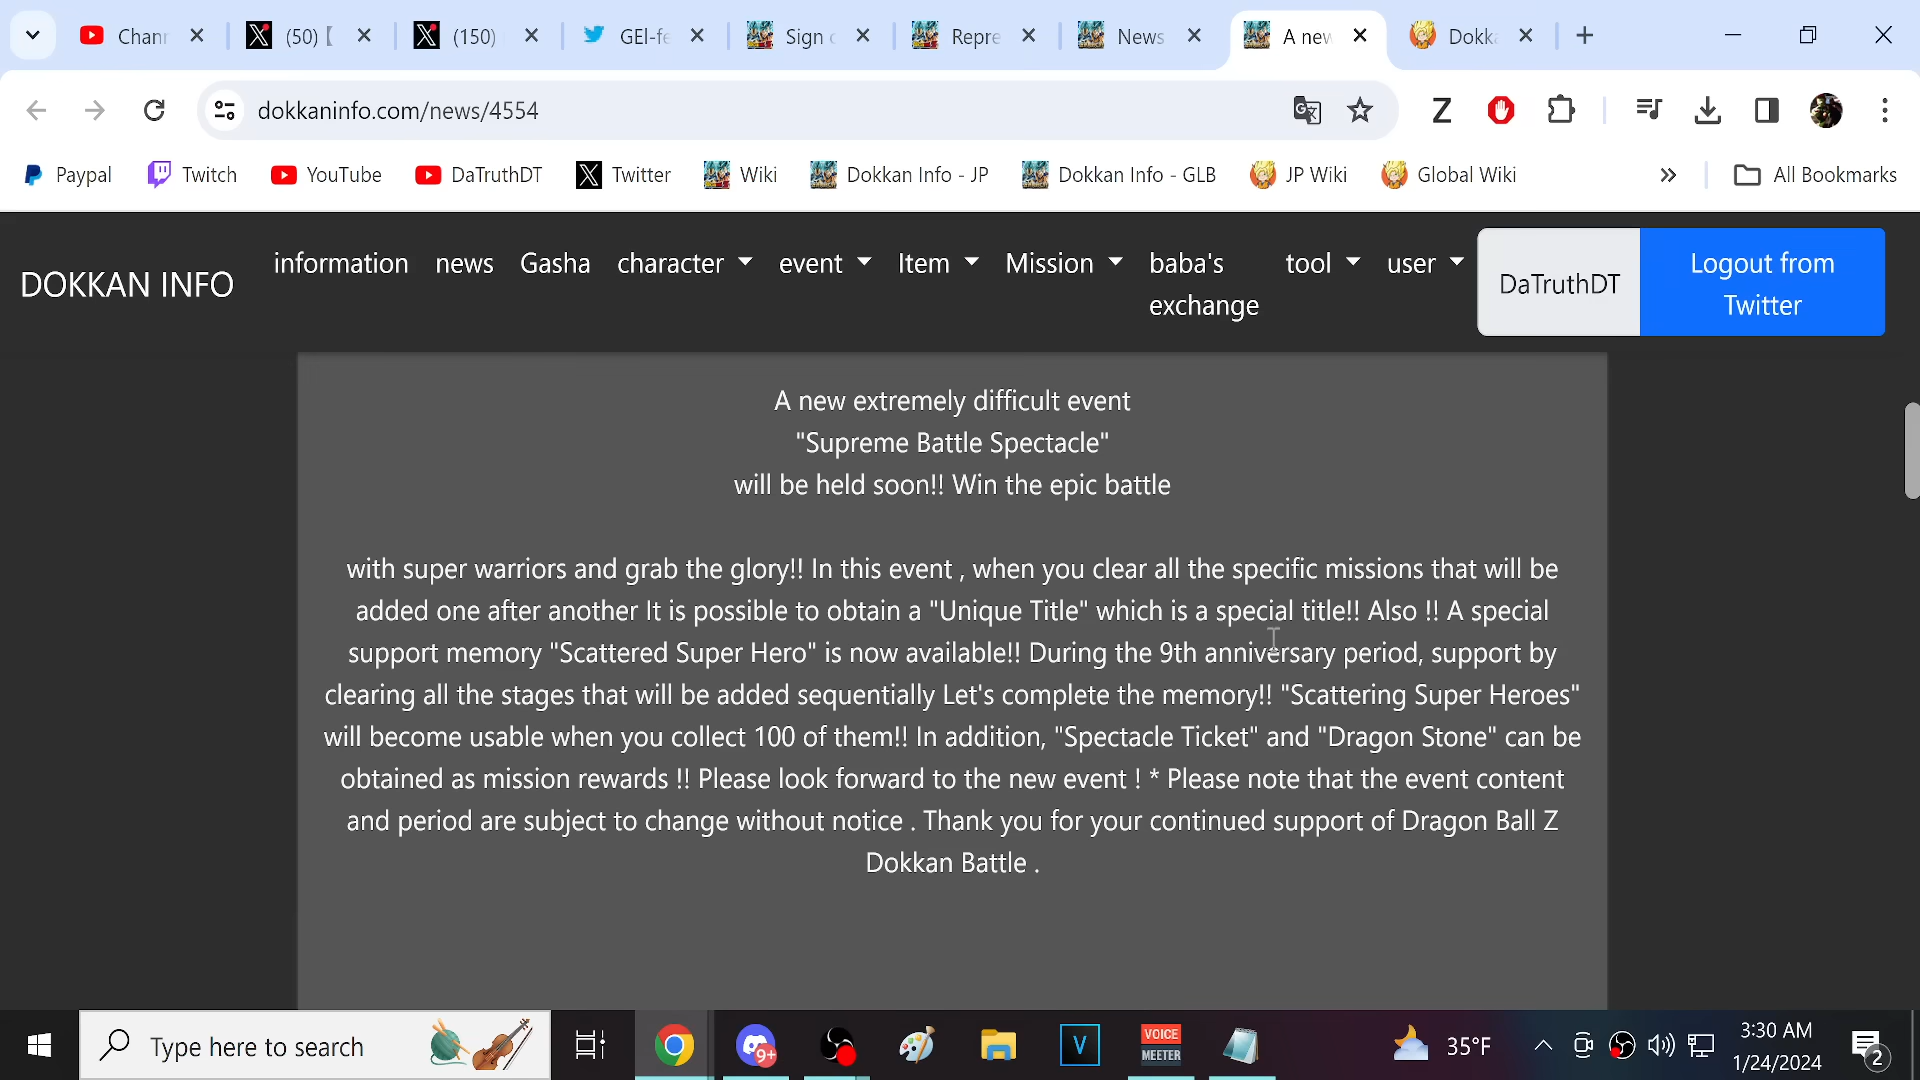 Chann
(50) 【
(150)
GEI-fe
Sign o
Repre
News
A new
Dokka
dokkaninfo.com/news/4554
Z
Paypal
Twitch
YouTube
DaTruthDT
Twitter
Wiki
Dokkan Info - JP
Dokkan Info - GLB
JP Wiki
Global Wiki
All Bookmarks
DOKKAN INFO
information
news
Gasha
character
event
Item
Mission
baba's
exchange
tool
user
DaTruthDT
Logout from
Twitter
A new extremely difficult event
"Supreme Battle Spectacle"
will be held soon!! Win the epic battle
with super warriors and grab the glory!! In this event , when you clear all the specific missions that will be
added one after another It is possible to obtain a "Unique Title" which is a special title!! Also !! A special
support memory "Scattered Super Hero" is now available!! During the 9th anniversary period, support by
clearing all the stages that will be added sequentially Let's complete the memory!! "Scattering Super Heroes"
will become usable when you collect 100 of them!! In addition, "Spectacle Ticket" and "Dragon Stone" can be
obtained as mission rewards !! Please look forward to the new event ! * Please note that the event content
and period are subject to change without notice . Thank you for your continued support of Dragon Ball Z
Dokkan Battle .
Type here to search
9+
V
VOICE
MEETER
35°F
3:30 AM
1/24/2024
2